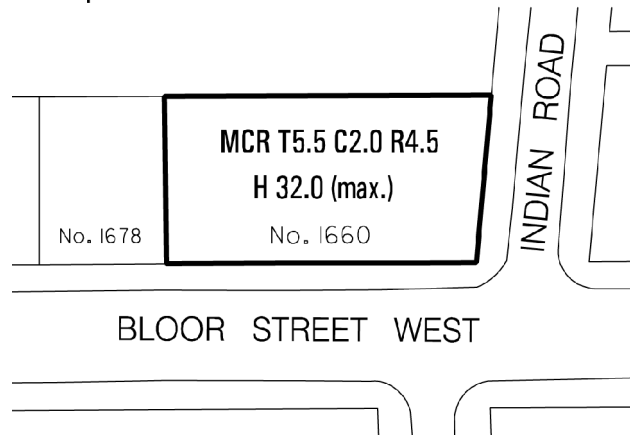 MCR T5.5 C2.0 R4.5
H 32.0 (max.)
No. 1678
No. 1660
INDIAN ROAD
BLOOR STREET WEST